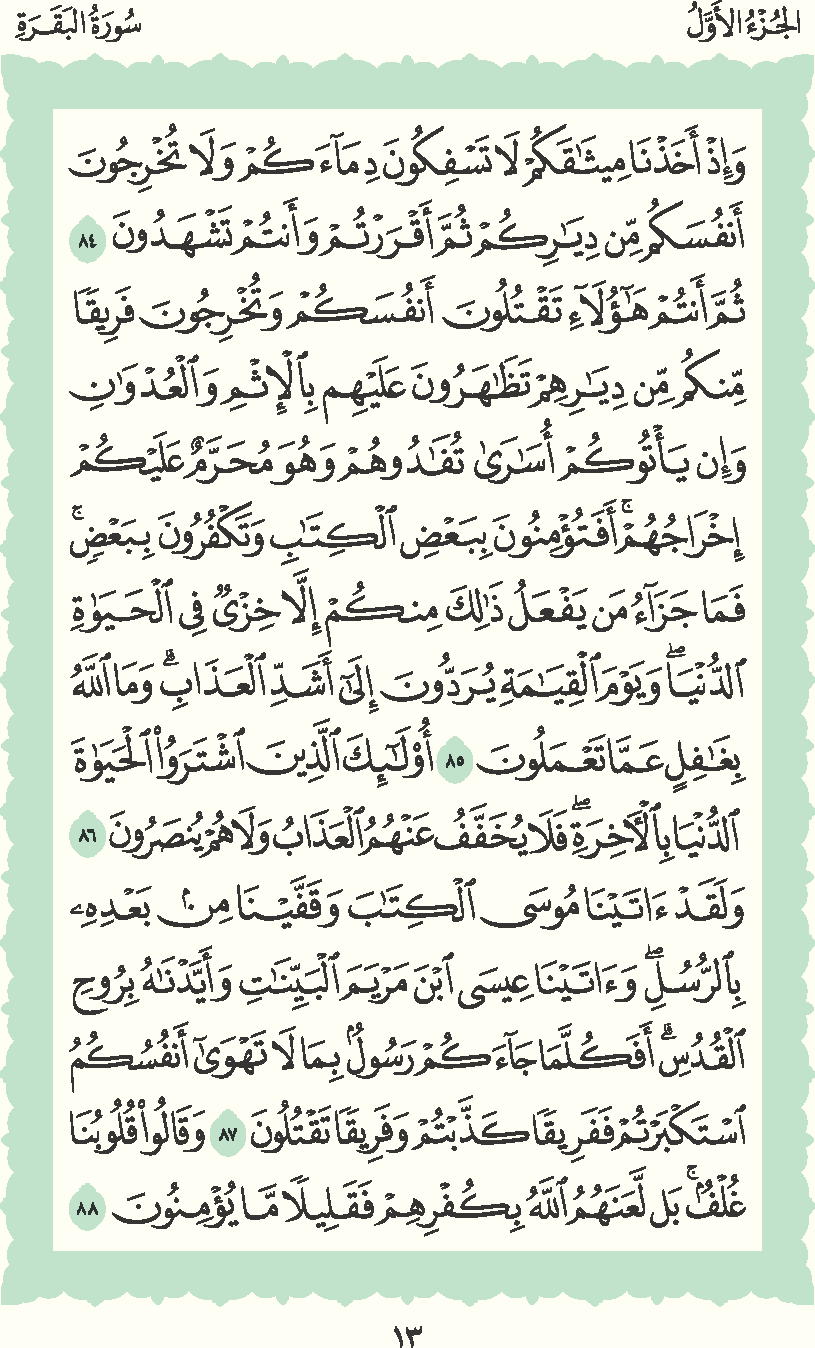 الجُزْءُ الأَوَّلُ
سُورَةُ البَقَرَةِ
وَإِذْ أَخَذْنَا مِيثَٰقَكُمْ لَا تَسْفِكُونَ دِمَآءَكُمْ وَلَا تُخْرِجُونَ
أَنفُسَكُم مِّن دِيَٰرِكُمْ ثُمَّ أَقْرَرْتُمْ وَأَنتُمْ تَشْهَدُونَ ٨٤
ثُمَّ أَنتُمْ هَٰٓؤُلَآءِ تَقْتُلُونَ أَنفُسَكُمْ وَتُخْرِجُونَ فَرِيقًا
مِّنكُم مِّن دِيَٰرِهِمْ تَظَٰهَرُونَ عَلَيْهِم بِٱلْإِثْمِ وَٱلْعُدْوَٰنِ
وَإِن يَأْتُوكُمْ أُسَٰرَىٰ تُفَٰدُوهُمْ وَهُوَ مُحَرَّمٌ عَلَيْكُمْ
إِخْرَاجُهُمْۚ أَفَتُؤْمِنُونَ بِبَعْضِ ٱلْكِتَٰبِ وَتَكْفُرُونَ بِبَعْضٍۚ
فَمَا جَزَآءُ مَن يَفْعَلُ ذَٰلِكَ مِنكُمْ إِلَّا خِزْىٌ فِى ٱلْحَيَوٰةِ
ٱلدُّنْيَاۖ وَيَوْمَ ٱلْقِيَٰمَةِ يُرَدُّونَ إِلَىٰٓ أَشَدِّ ٱلْعَذَابِۗ وَمَا ٱللَّهُ
بِغَٰفِلٍ عَمَّا تَعْمَلُونَ ٨٥ أُو۟لَٰٓئِكَ ٱلَّذِينَ ٱشْتَرَوُا۟ ٱلْحَيَوٰةَ
ٱلدُّنْيَا بِٱلْأَخِرَةِۖ فَلَا يُخَفَّفُ عَنْهُمُ ٱلْعَذَابُ وَلَا هُمْ يُنصَرُونَ ٨٦
وَلَقَدْ ءَاتَيْنَا مُوسَى ٱلْكِتَٰبَ وَقَفَّيْنَا مِنۢ بَعْدِهِۦ
بِٱلرُّسُلِۖ وَءَاتَيْنَا عِيسَى ٱبْنَ مَرْيَمَ ٱلْبَيِّنَٰتِ وَأَيَّدْنَٰهُ بِرُوحِ
ٱلْقُدُسِۗ أَفَكُلَّمَا جَآءَكُمْ رَسُولٌۢ بِمَا لَا تَهْوَىٰٓ أَنفُسُكُمُ
ٱسْتَكْبَرْتُمْ فَفَرِيقًا كَذَّبْتُمْ وَفَرِيقًا تَقْتُلُونَ ٨٧ وَقَالُوا۟ قُلُوبُنَا
غُلْفٌۢۚ بَل لَّعَنَهُمُ ٱللَّهُ بِكُفْرِهِمْ فَقَلِيلًا مَّا يُؤْمِنُونَ ٨٨
١٣